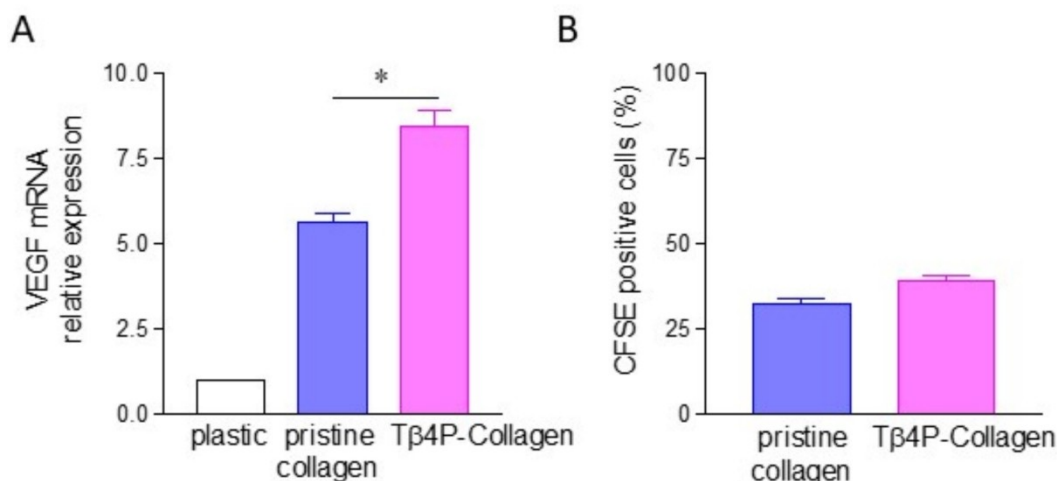 A
VEGF mRNA
relative expression
10.0
7.5
5.0
2.5
0.0
*
plastic
pristine
collagen
Tβ4P-Collagen
B
CFSE positive cells (%)
100
75
50
25
0
pristine
collagen
Tβ4P-Collagen